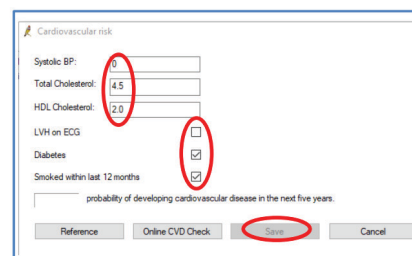 Cardiovascular risk
Systolic BP: 0
Total Cholesterol: 4.5
HDL Cholesterol: 2.0
LVH on ECG
Diabetes
Smoked within last 12 months
probability of developing cardiovascular disease in the next five years.
Reference Online CVD Check Save Cancel